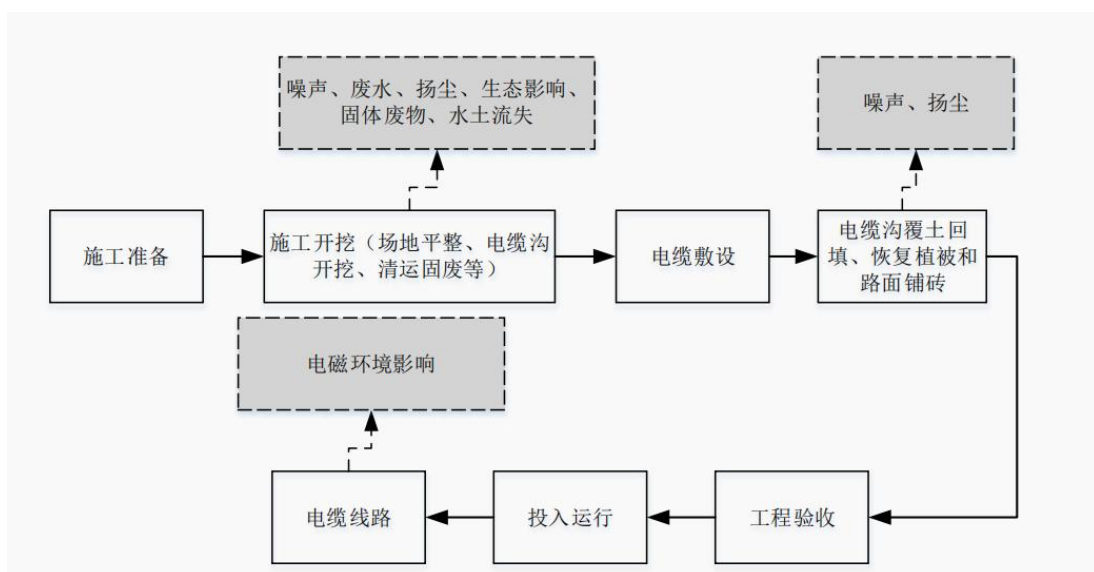 噪声、废水、扬尘、生态影响、
固体废物、水土流失
噪声、扬尘
施工准备
施工开挖（场地平整、电缆沟
开挖、清运固废等）
电缆敷设
电缆沟覆土回
填、恢复植被和
路面铺砖
电磁环境影响
电缆线路
投入运行
工程验收